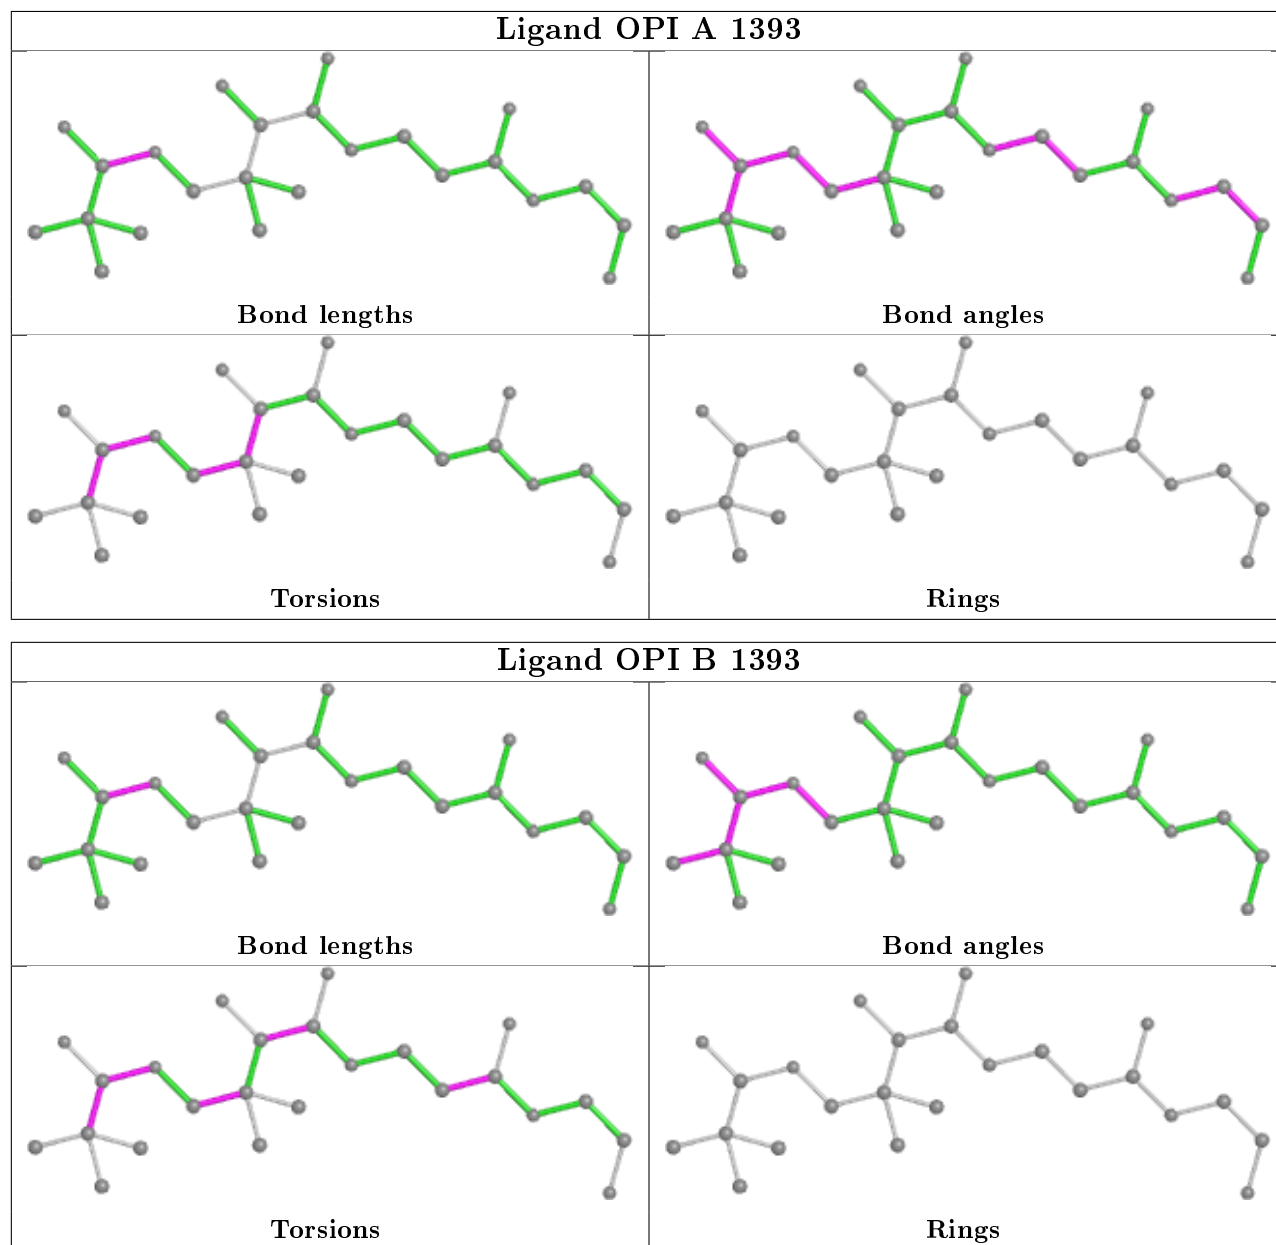 Ligand OPI A 1393
Bond lengths
Bond angles
Torsions
Rings
Ligand OPI B 1393
Bond lengths
Bond angles
Torsions
Rings